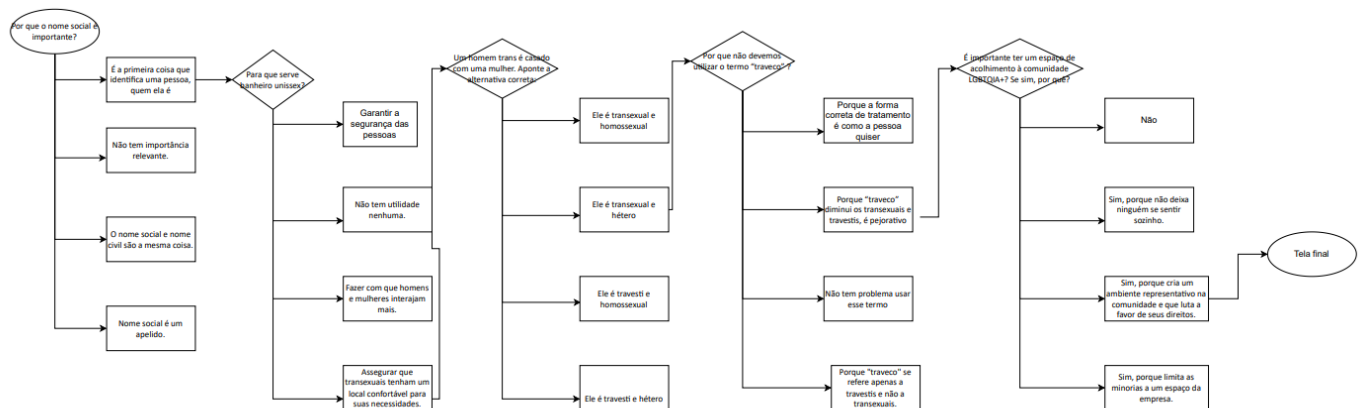 Por que o nome social é
importante?
É a primeira coisa que
identifica uma pessoa,
quem ela é
Não tem importância
relevante.
O nome social e nome
civil são a mesma coisa.
Nome social é um
apelido.
Para que serve
banheiro unissex?
Garantir a
segurança das
pessoas
Não tem utilidade
nenhuma.
Fazer com que homens
e mulheres interajam
mais.
Assegurar que
transexuais tenham um
local confortável para
suas necessidades.
Um homem trans é casado
com uma mulher. Aponte a
alternativa correta.
Ele é transexual e
homossexual
Ele é transexual e
hétero
Ele é travesti e
homossexual
Ele é travesti e hétero
Por que não devemos
utilizar o termo "traveco" ?
Porque a forma
correta de tratamento
é como a pessoa
quiser
Porque "traveco"
diminui os transexuais e
travestis, é pejorativo
Não tem problema usar
esse termo
Porque "traveco" se
refere apenas a
travestis e não a
transexuais.
É importante ter um espaço de
acolhimento à comunidade
LGBTQIA+? Se sim, por quê?
Não
Sim, porque não deixa
ninguém se sentir
sozinho.
Sim, porque cria um
ambiente representativo na
comunidade e que luta a
favor de seus direitos.
Sim, porque limita as
minorias a um espaço da
empresa.
Tela final